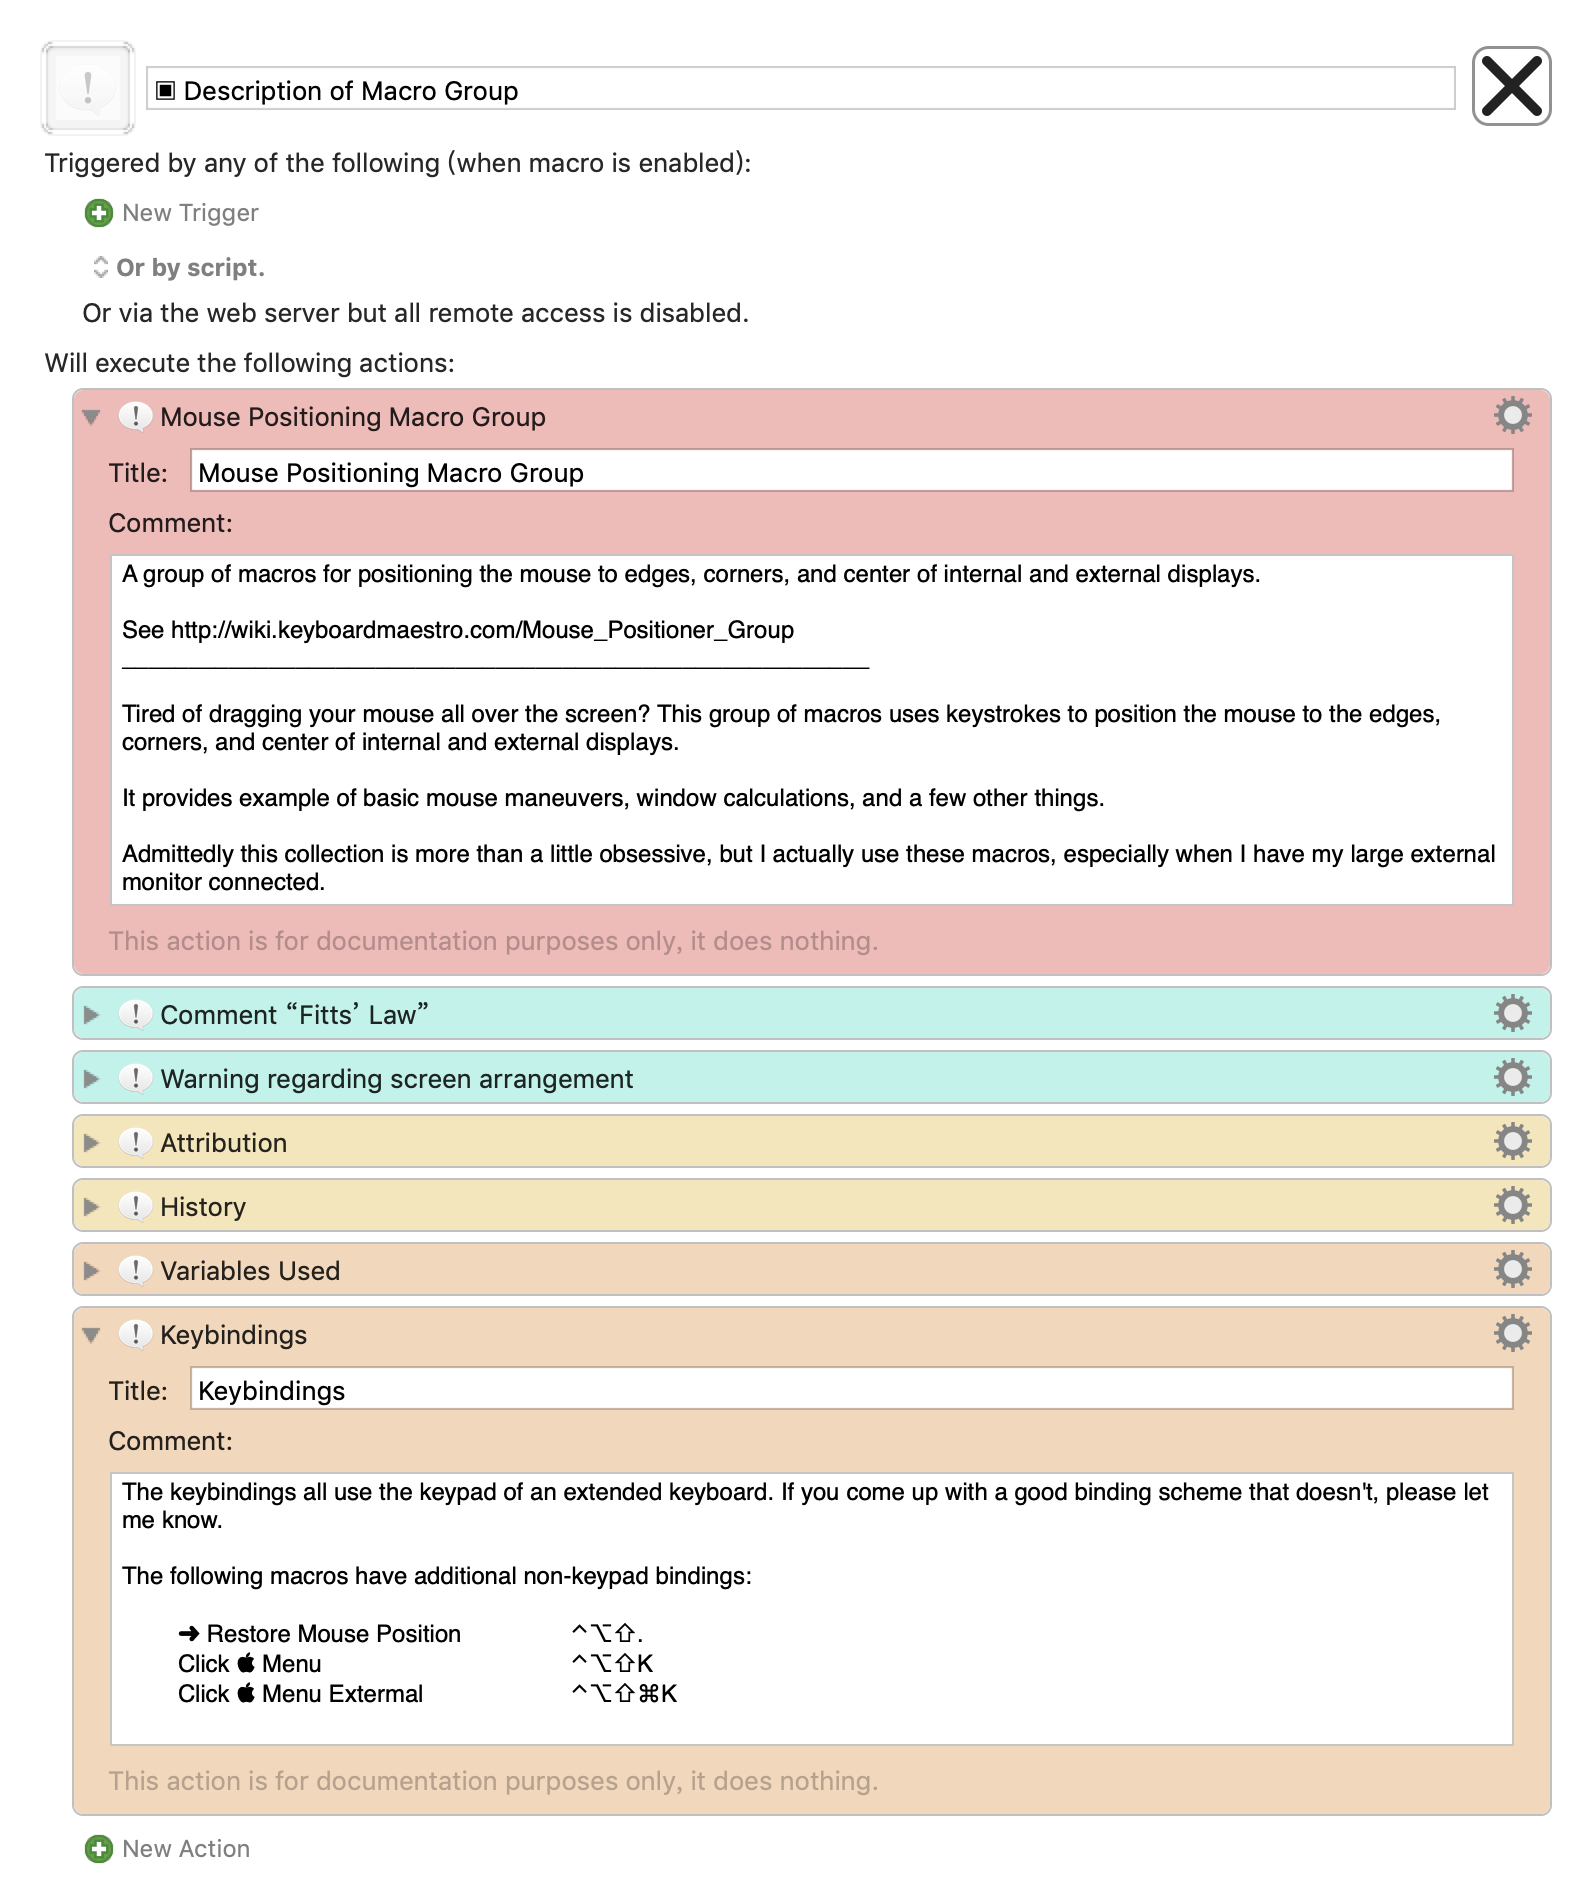 ▣ Description of Macro Group
Triggered by any of the following (when macro is enabled):
New Trigger
Or by script.
Or via the web server but all remote access is disabled.
Will execute the following actions:
Mouse Positioning Macro Group
Title: Mouse Positioning Macro Group
Comment:
A group of macros for positioning the mouse to edges, corners, and center of internal and external displays.
See http://wiki.keyboardmaestro.com/Mouse_Positioner_Group
________________________________________________________
Tired of dragging your mouse all over the screen? This group of macros uses keystrokes to position the mouse to the edges,
corners, and center of internal and external displays.
It provides example of basic mouse maneuvers, window calculations, and a few other things.
Admittedly this collection is more than a little obsessive, but I actually use these macros, especially when I have my large external
monitor connected.
This action is for documentation purposes only, it does nothing.
Comment “Fitts’ Law”
Warning regarding screen arrangement
Attribution
History
Variables Used
Keybindings
Title: Keybindings
Comment:
The keybindings all use the keypad of an extended keyboard. If you come up with a good binding scheme that doesn't, please let
me know.
The following macros have additional non-keypad bindings:
➜ Restore Mouse Position ⌃⌥⇧.
Click  Menu ⌃⌥⇧K
Click  Menu Extermal ⌃⌥⇧⌘K
This action is for documentation purposes only, it does nothing.
New Action